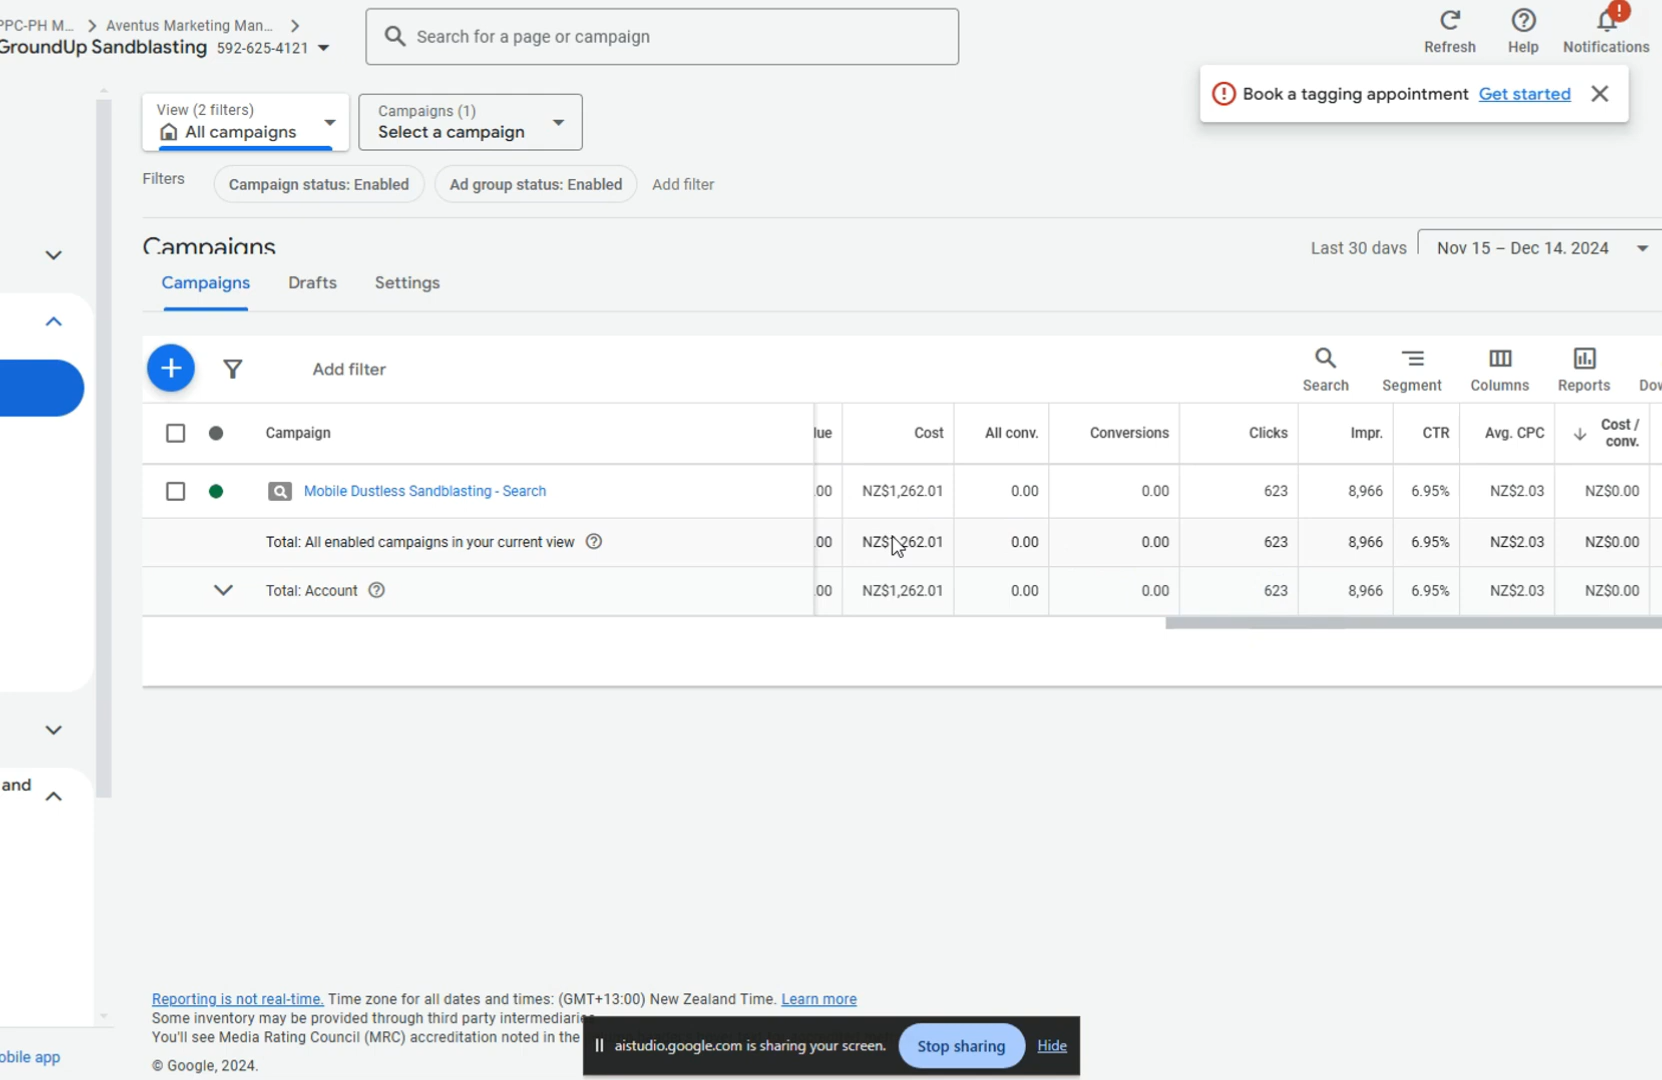 PPC-PH M... Aventus Marketing Man...
GroundUp Sandblasting 592-625-4121
Search for a page or campaign
Refresh
Help
Notifications
Book a tagging appointment Get started
View (2 filters)
All campaigns
Campaigns (1)
Select a campaign
Filters
Campaign status: Enabled
Ad group status: Enabled
Add filter
Campaigns
Last 30 days
Nov 15 – Dec 14, 2024
Campaigns
Drafts
Settings
Add filter
Search
Segment
Columns
Reports
Dow
Campaign
lue
Cost
All conv.
Conversions
Clicks
Impr.
CTR
Avg. CPC
Cost /
conv.
Mobile Dustless Sandblasting - Search .00 NZ$1,262.01 0.00 0.00 623 8,966 6.95% NZ$2.03 NZ$0.00
Total: All enabled campaigns in your current view .00 NZ$1,262.01 0.00 0.00 623 8,966 6.95% NZ$2.03 NZ$0.00
Total: Account .00 NZ$1,262.01 0.00 0.00 623 8,966 6.95% NZ$2.03 NZ$0.00
and
obile app
Reporting is not real-time. Time zone for all dates and times: (GMT+13:00) New Zealand Time. Learn more
Some inventory may be provided through third party intermediarie
You'll see Media Rating Council (MRC) accreditation noted in the
© Google, 2024.
aistudio.google.com is sharing your screen.
Stop sharing
Hide